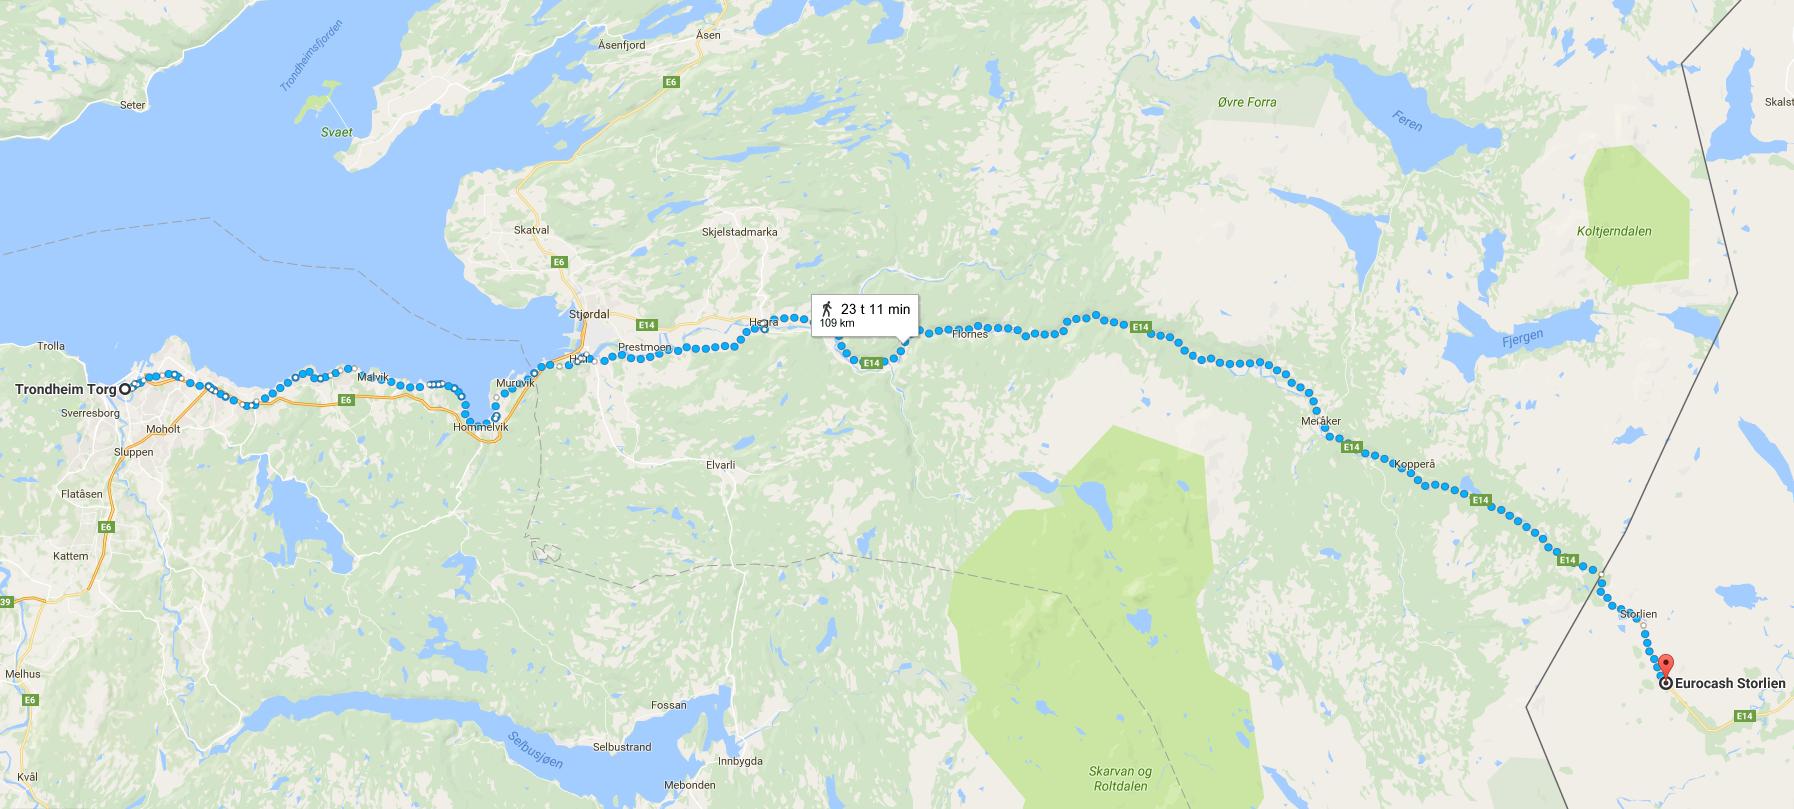 Åsen
Åsenfjord
Trondheimsfjorden
E6
Seter
Svaet
Øvre Forra
Feren
Skalst
Koltjerndalen
Skatval
Skjelstadmarka
E6
23 t 11 min
109 km
Stjørdal
E14
Hegra
E14
Flornes
Fjergen
Trolla
Prestmoen
Hell
E14
Malvik
Muruvik
Trondheim Torg
E6
Sverresborg
Moholt
Hommelvik
Meråker
E14
Sluppen
Elvarli
Kopperå
Flatåsen
E14
E6
Kattem
E14
39
Storlien
Melhus
Eurocash Storlien
E6
Fossan
E14
Selbusjøen
Selbustrand
Innbygda
Skarvan og
Roltdalen
Kvål
Mebonden